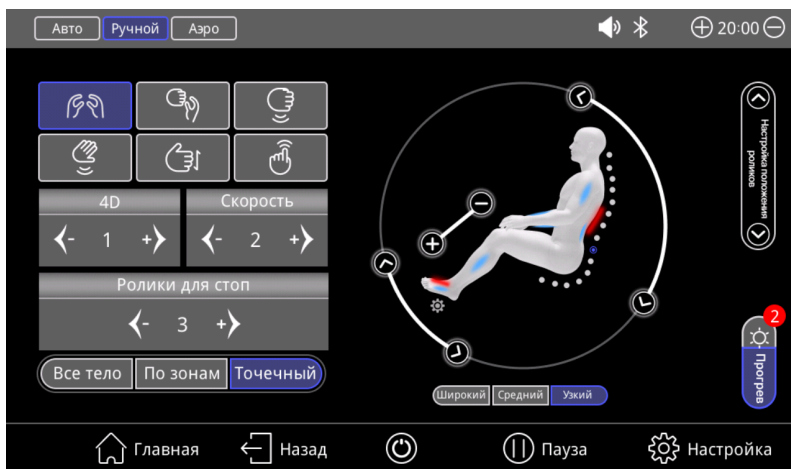 Авто Ручной Аэро 20:00
4D Скорость
- 1 + - 2 +
Ролики для стоп
- 3 +
Все тело По зонам Точечный
Широкий Средний Узкий
Настройка положения
роликов
2
Прогрев
Главная Назад Пауза Настройка